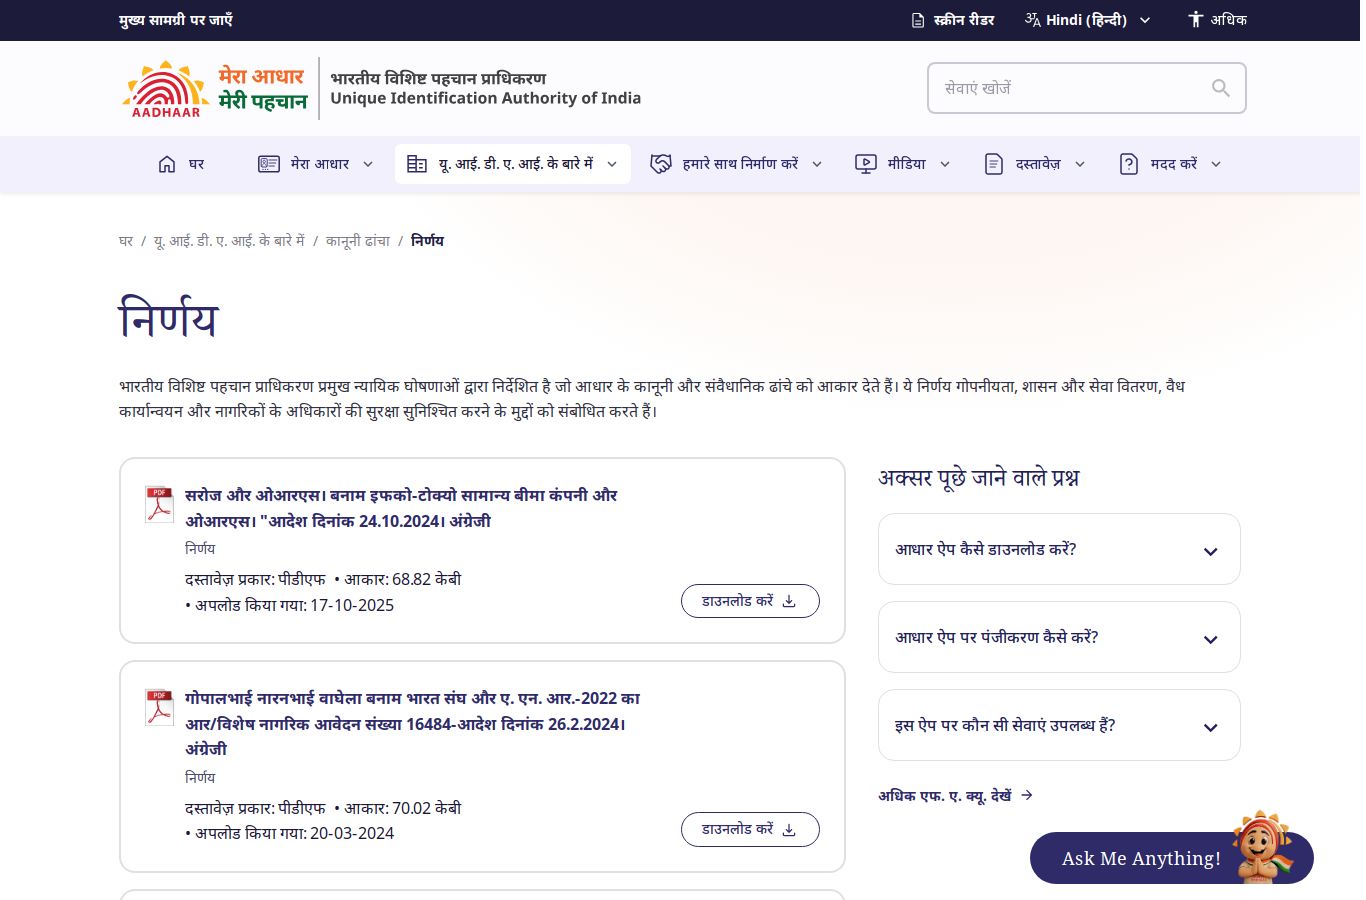 मुख्य सामग्री पर जाएँ
स्क्रीन रीडर
Hindi (हिन्दी)
अधिक
AADHAAR
मेरा आधार
मेरी पहचान
भारतीय विशिष्ट पहचान प्राधिकरण
Unique Identification Authority of India
सेवाएं खोजें
घर
मेरा आधार
यू. आई. डी. ए. आई. के बारे में
हमारे साथ निर्माण करें
मीडिया
दस्तावेज़
मदद करें
घर / यू. आई. डी. ए. आई. के बारे में / कानूनी ढांचा / निर्णय
निर्णय
भारतीय विशिष्ट पहचान प्राधिकरण प्रमुख न्यायिक घोषणाओं द्वारा निर्देशित है जो आधार के कानूनी और संवैधानिक ढांचे को आकार देते हैं। ये निर्णय गोपनीयता, शासन और सेवा वितरण, वैध
कार्यान्वयन और नागरिकों के अधिकारों की सुरक्षा सुनिश्चित करने के मुद्दों को संबोधित करते हैं।
PDF
सरोज और ओआरएस। बनाम इफको-टोक्यो सामान्य बीमा कंपनी और
ओआरएस। "आदेश दिनांक 24.10.2024। अंग्रेजी
निर्णय
दस्तावेज़ प्रकार: पीडीएफ • आकार: 68.82 केबी
• अपलोड किया गया: 17-10-2025
डाउनलोड करें
PDF
गोपालभाई नारनभाई वाघेला बनाम भारत संघ और ए. एन. आर.-2022 का
आर/विशेष नागरिक आवेदन संख्या 16484-आदेश दिनांक 26.2.2024।
अंग्रेजी
निर्णय
दस्तावेज़ प्रकार: पीडीएफ • आकार: 70.02 केबी
• अपलोड किया गया: 20-03-2024
डाउनलोड करें
अक्सर पूछे जाने वाले प्रश्न
आधार ऐप कैसे डाउनलोड करें?
आधार ऐप पर पंजीकरण कैसे करें?
इस ऐप पर कौन सी सेवाएं उपलब्ध हैं?
अधिक एफ. ए. क्यू. देखें
Ask Me Anything!